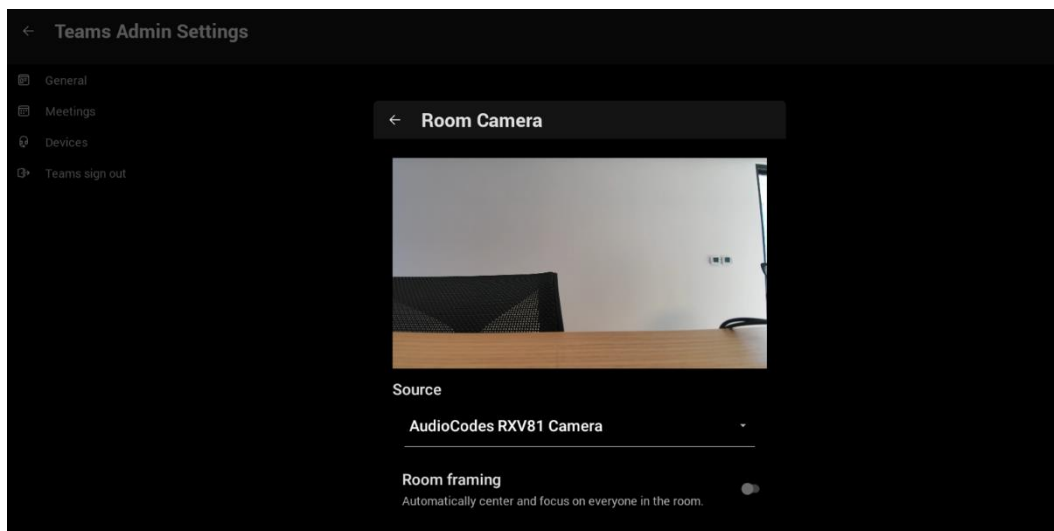 Teams Admin Settings
General
Meetings
Devices
Teams sign out
Room Camera
Source
AudioCodes RXV81 Camera
Room framing
Automatically center and focus on everyone in the room.